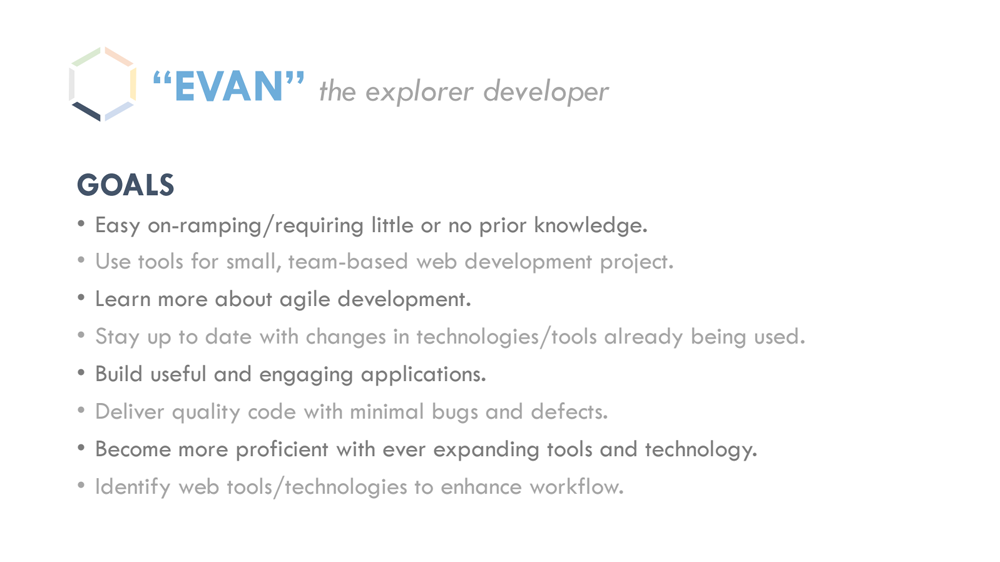 “EVAN” the explorer developer
GOALS
• Easy on-ramping/requiring little or no prior knowledge.
• Use tools for small, team-based web development project.
• Learn more about agile development.
• Stay up to date with changes in technologies/tools already being used.
• Build useful and engaging applications.
• Deliver quality code with minimal bugs and defects.
• Become more proficient with ever expanding tools and technology.
• Identify web tools/technologies to enhance workflow.